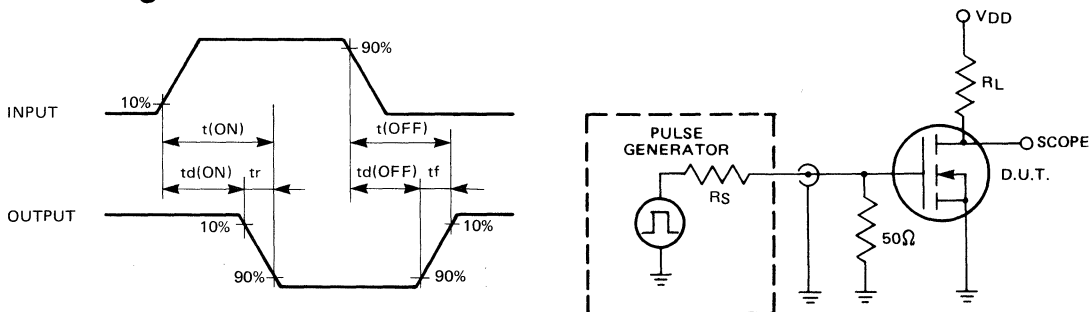 VDD
90%
RL
10%
INPUT
t(ON)
t(OFF)
PULSE
GENERATOR
SCOPE
td(ON)
tr
td(OFF)
tf
D.U.T.
RS
OUTPUT
10%
10%
50Ω
90%
90%